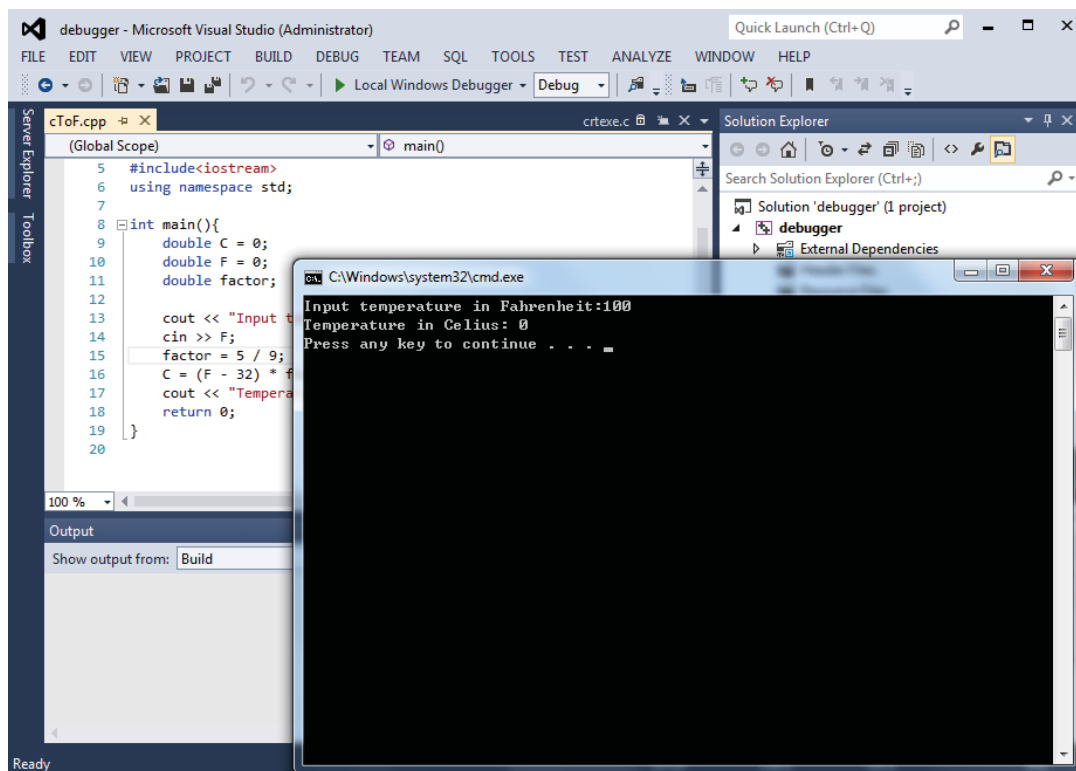 debugger - Microsoft Visual Studio (Administrator)
Quick Launch (Ctrl+Q)
FILE EDIT VIEW PROJECT BUILD DEBUG TEAM SQL TOOLS TEST ANALYZE WINDOW HELP
Local Windows Debugger Debug
Server Explorer
Toolbox
cToF.cpp
crtexe.c
(Global Scope)
main()
5 #include<iostream>
6 using namespace std;
7
8 int main(){
9 double C = 0;
10 double F = 0;
11 double factor;
12
13 cout << "Input t
14 cin >> F;
15 factor = 5 / 9;
16 C = (F - 32) * f
17 cout << "Tempera
18 return 0;
19 }
20
100 %
Output
Show output from: Build
Ready
Solution Explorer
Search Solution Explorer (Ctrl+;)
Solution 'debugger' (1 project)
debugger
External Dependencies
C:\Windows\system32\cmd.exe
Input temperature in Fahrenheit:100
Temperature in Celius: 0
Press any key to continue . . .